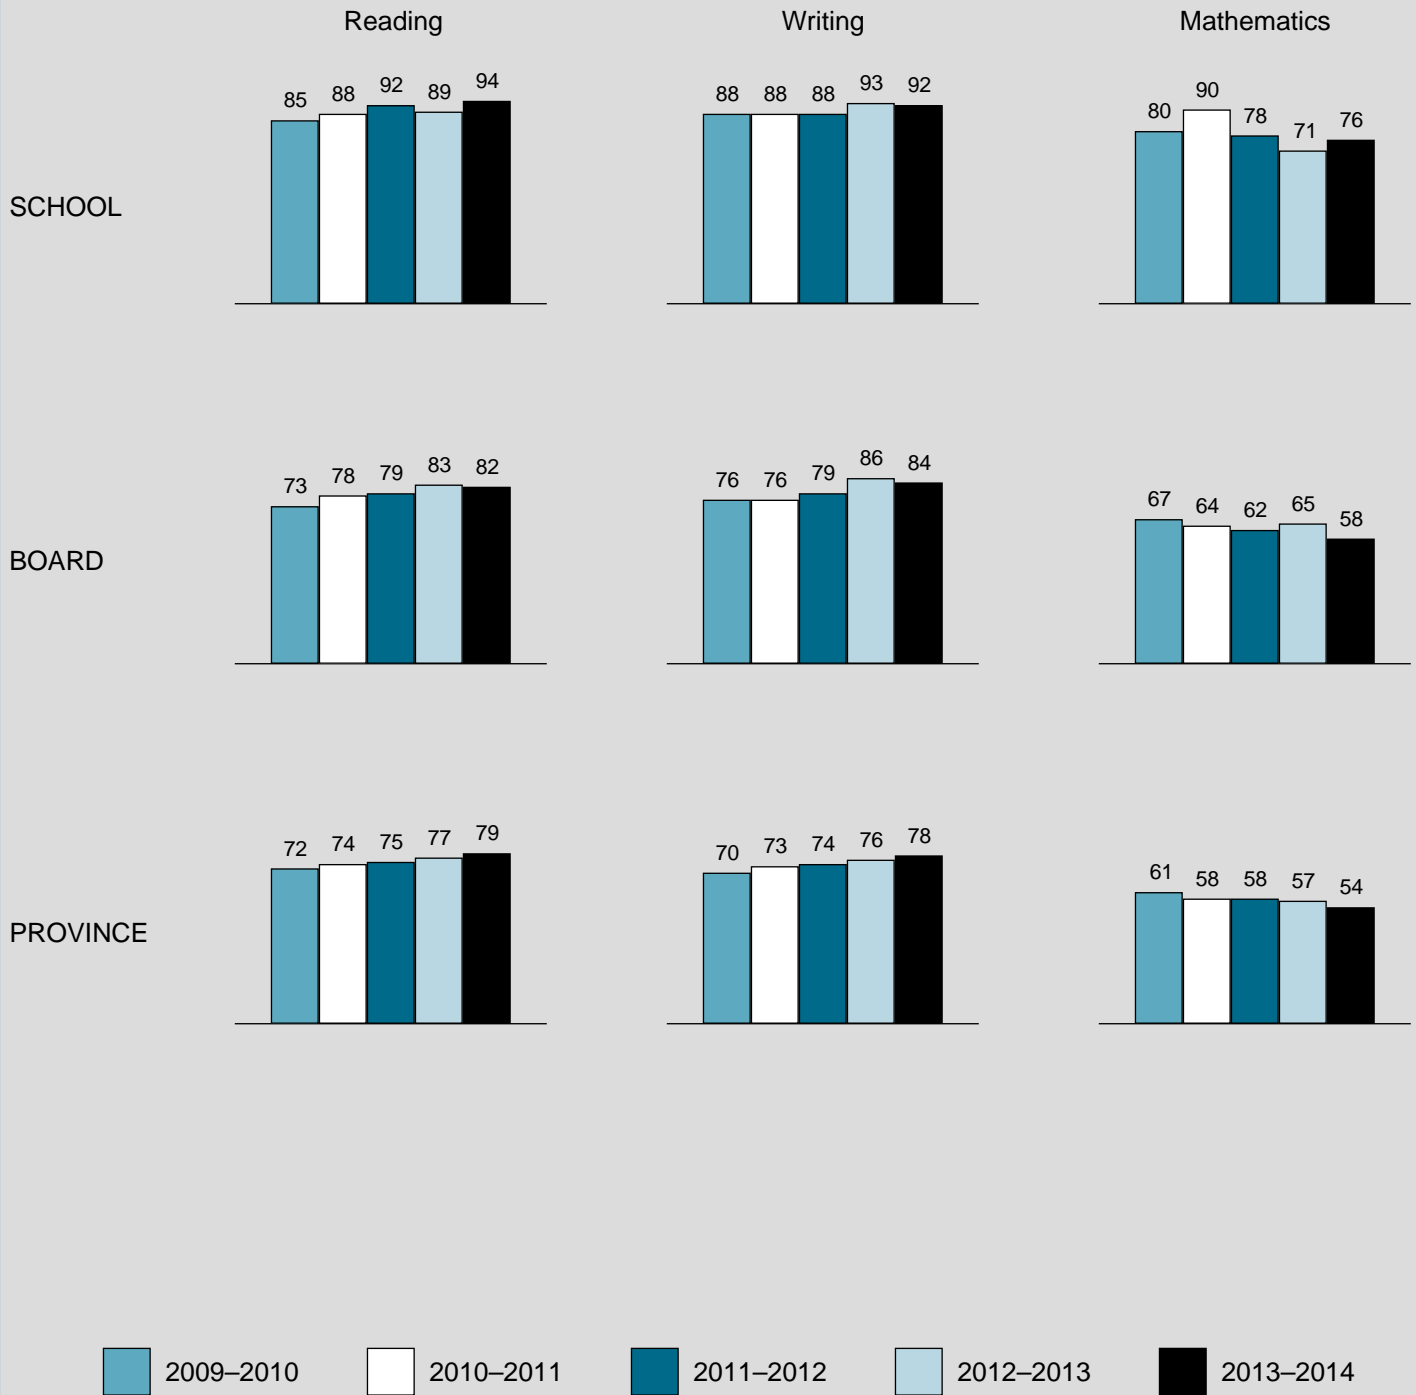 Reading Writing Mathematics
SCHOOL
85 88 92 89 94
88 88 88 93 92
80 90 78 71 76
BOARD
73 78 79 83 82
76 76 79 86 84
67 64 62 65 58
PROVINCE
72 74 75 77 79
70 73 74 76 78
61 58 58 57 54
2009–2010 2010–2011 2011–2012 2012–2013 2013–2014